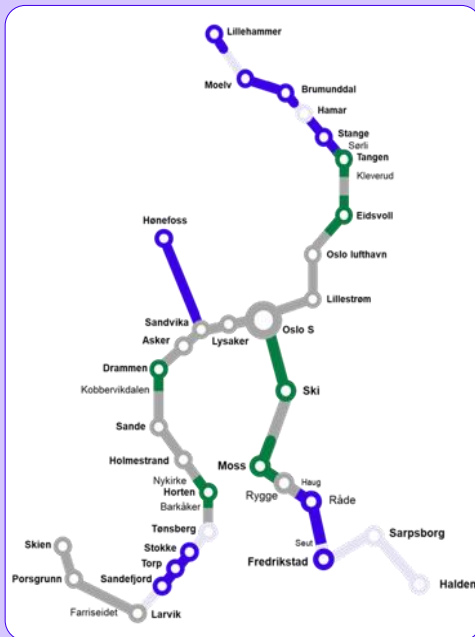 Lillehammer
Moelv
Brumunddal
Hamar
Stange
Sørli
Tangen
Kleverud
Eidsvoll
Hønefoss
Oslo lufthavn
Lillestrøm
Sandvika
Oslo S
Lysaker
Asker
Drammen
Kobbervikdalen
Ski
Sande
Holmestrand
Moss
Nykirke
Haug
Horten
Rygge
Råde
Barkåker
Tønsberg
Sarpsborg
Seut
Skien
Stokke
Fredrikstad
Torp
Porsgrunn
Sandefjord
Halden
Farriseidet
Larvik